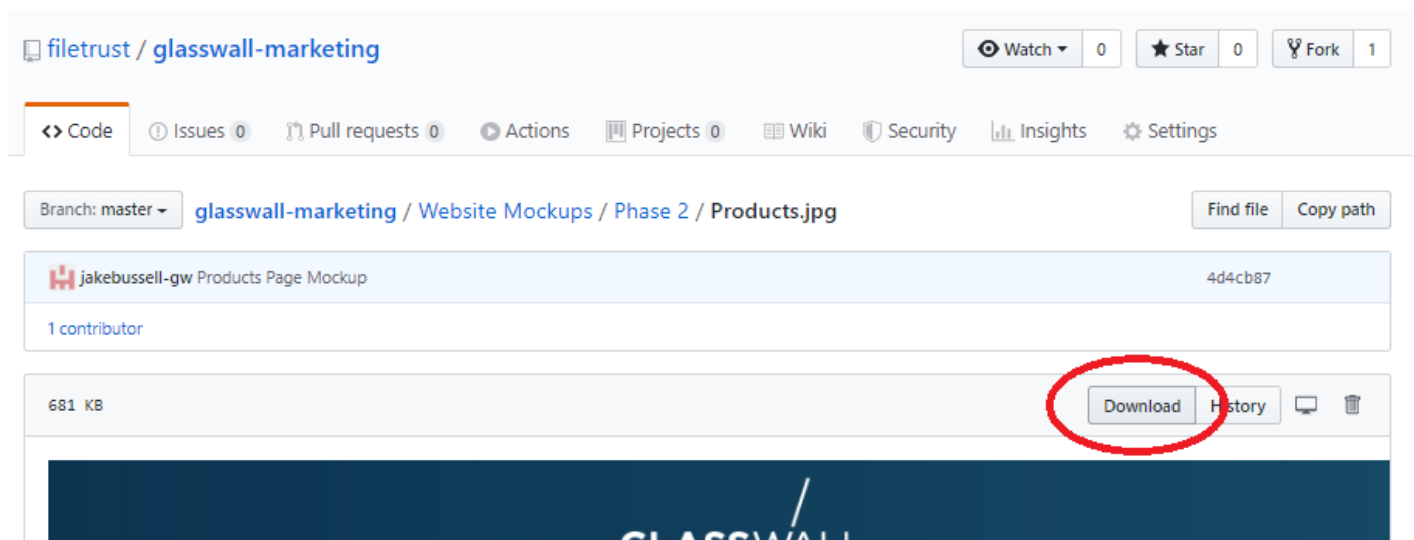 filetrust / glasswall-marketing
Watch 0 Star 0 Fork 1
Code Issues 0 Pull requests 0 Actions Projects 0 Wiki Security Insights Settings
Branch: master glasswall-marketing / Website Mockups / Phase 2 / Products.jpg Find file Copy path
jakebussell-gw Products Page Mockup 4d4cb87
1 contributor
681 KB Download History
GLASSWALL